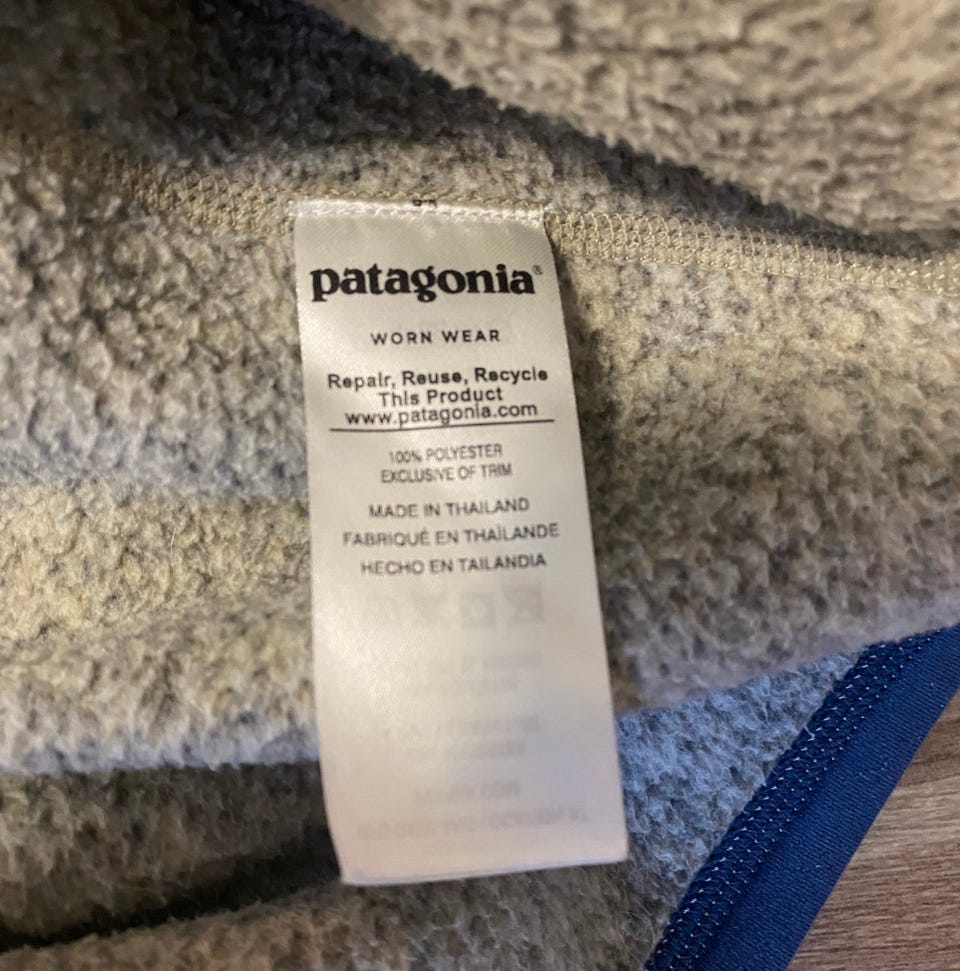 patagonia®
WORN WEAR
Repair, Reuse, Recycle
This Product
www.patagonia.com
100% POLYESTER
EXCLUSIVE OF TRIM
MADE IN THAILAND
FABRIQUÉ EN THAÏLANDE
HECHO EN TAILANDIA